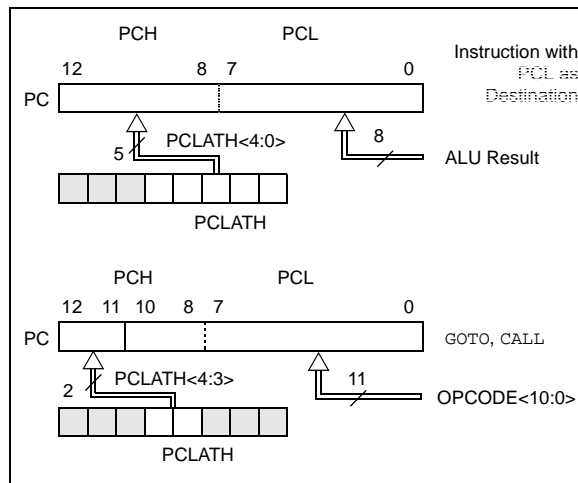 PCH PCL
12 8 7 0
Instruction with
PCL as
Destination
PC
5 PCLATH<4:0>
8
ALU Result
PCLATH
PCH PCL
12 11 10 8 7 0
PC
GOTO, CALL
2 PCLATH<4:3>
11
OPCODE<10:0>
PCLATH